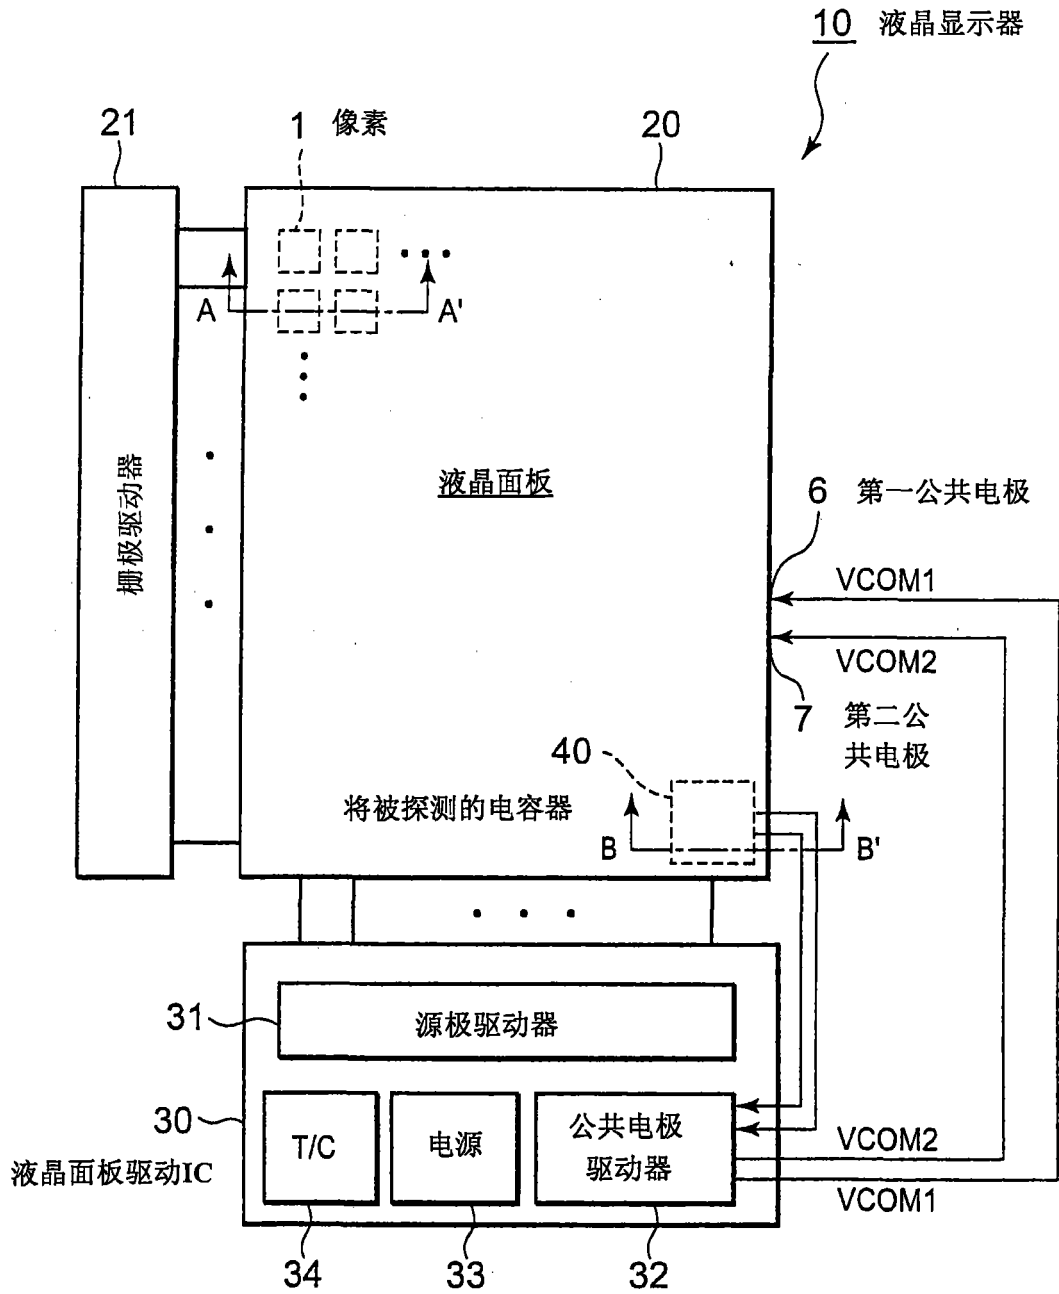 10 液晶显示器
21
1 像素
20
A
A'
栅极驱动器
液晶面板
6 第一公共电极
VCOM1
VCOM2
7 第二公
共电极
40
将被探测的电容器
B
B'
31
源极驱动器
30
液晶面板驱动IC
T/C
电源
公共电极
驱动器
VCOM2
VCOM1
34
33
32